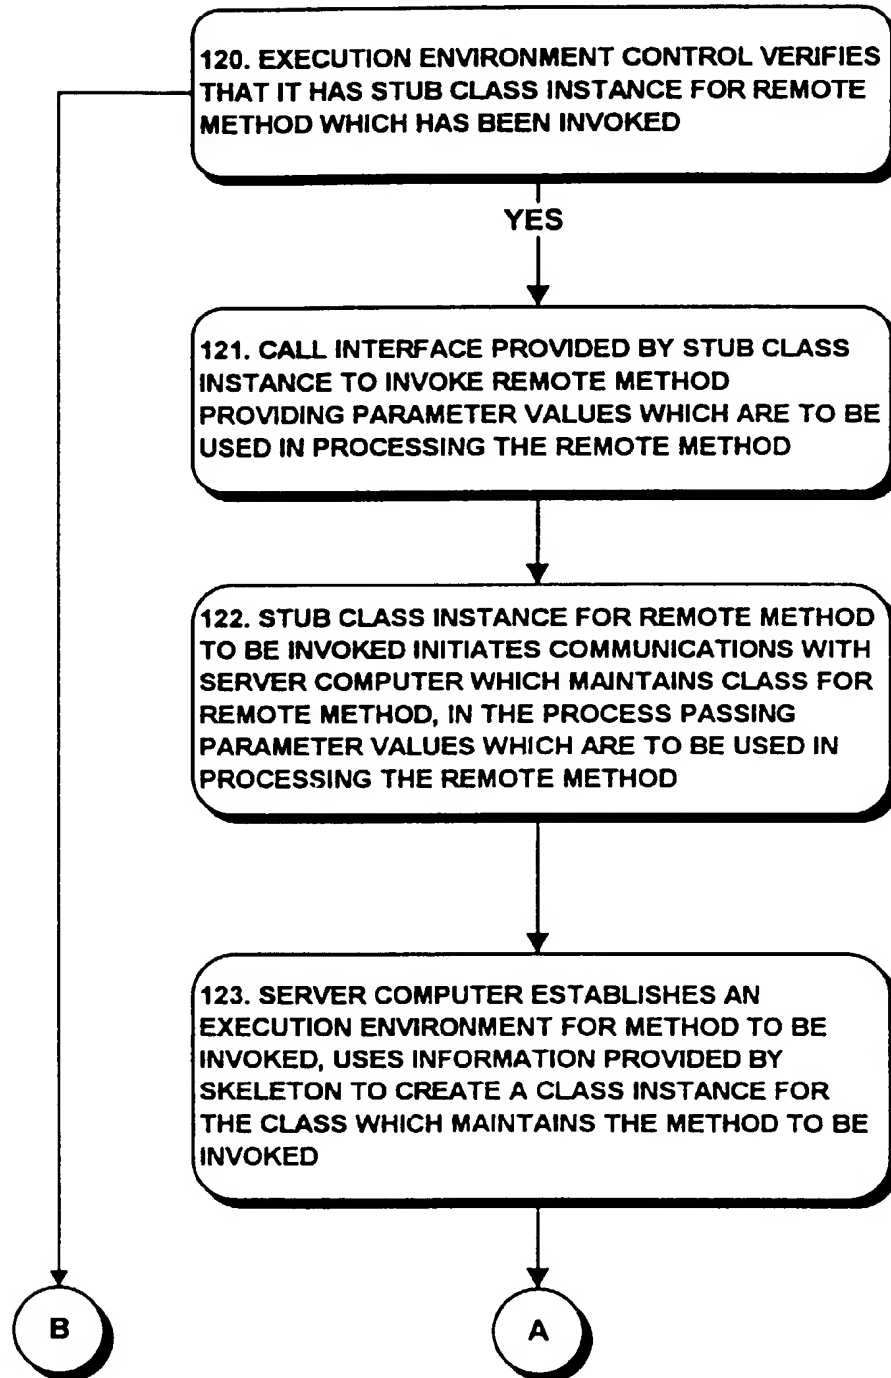 120. EXECUTION ENVIRONMENT CONTROL VERIFIES
THAT IT HAS STUB CLASS INSTANCE FOR REMOTE
METHOD WHICH HAS BEEN INVOKED
YES
121. CALL INTERFACE PROVIDED BY STUB CLASS
INSTANCE TO INVOKE REMOTE METHOD
PROVIDING PARAMETER VALUES WHICH ARE TO BE
USED IN PROCESSING THE REMOTE METHOD
122. STUB CLASS INSTANCE FOR REMOTE METHOD
TO BE INVOKED INITIATES COMMUNICATIONS WITH
SERVER COMPUTER WHICH MAINTAINS CLASS FOR
REMOTE METHOD, IN THE PROCESS PASSING
PARAMETER VALUES WHICH ARE TO BE USED IN
PROCESSING THE REMOTE METHOD
123. SERVER COMPUTER ESTABLISHES AN
EXECUTION ENVIRONMENT FOR METHOD TO BE
INVOKED, USES INFORMATION PROVIDED BY
SKELETON TO CREATE A CLASS INSTANCE FOR
THE CLASS WHICH MAINTAINS THE METHOD TO BE
INVOKED
B
A